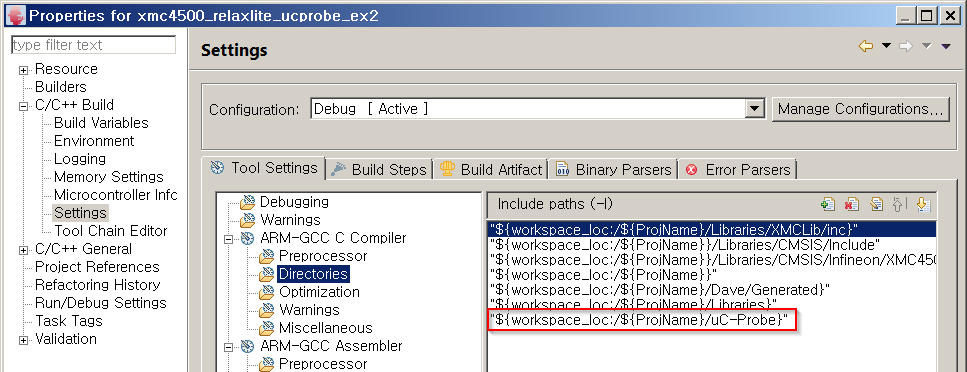 Properties for xmc4500_relaxlite_ucprobe_ex2
type filter text
Resource
Builders
C/C++ Build
Build Variables
Environment
Logging
Memory Settings
Microcontroller Info
Settings
Tool Chain Editor
C/C++ General
Project References
Refactoring History
Run/Debug Settings
Task Tags
Validation
Settings
Configuration:
Debug [ Active ]
Manage Configurations...
Tool Settings
Build Steps
Build Artifact
Binary Parsers
Error Parsers
Debugging
Warnings
ARM-GCC C Compiler
Preprocessor
Directories
Optimization
Warnings
Miscellaneous
ARM-GCC Assembler
Preprocessor
Include paths (-I)
"${workspace_loc:/${ProjName}/Libraries/XMCLib/inc}"
"${workspace_loc:/${ProjName}}/Libraries/CMSIS/Include"
"${workspace_loc:/${ProjName}}/Libraries/CMSIS/Infineon/XMC450
"${workspace_loc:/${ProjName}}"
"${workspace_loc:/${ProjName}/Dave/Generated}"
"${workspace_loc:/${ProjName}/Libraries}"
"${workspace_loc:/${ProjName}/uC-Probe}"